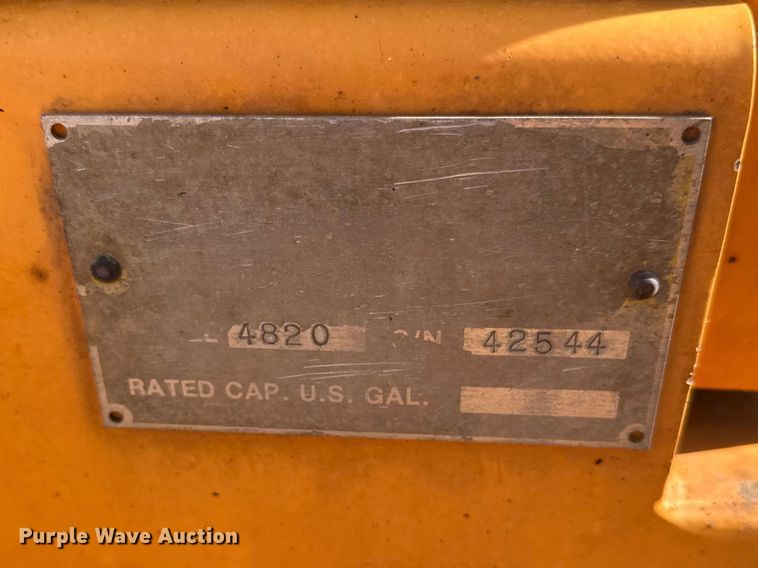 4820 S/N 42544
RATED CAP. U.S. GAL.
Purple Wave Auction